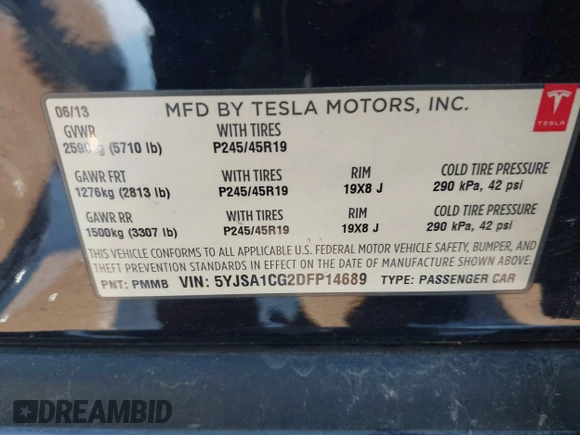 06/13 MFD BY TESLA MOTORS, INC.
GVWR WITH TIRES
2590kg (5710 lb) P245/45R19
TESLA
GAWR FRT WITH TIRES RIM COLD TIRE PRESSURE
1276kg (2813 lb) P245/45R19 19X8 J 290 kPa, 42 psi
GAWR RR WITH TIRES RIM COLD TIRE PRESSURE
1500kg (3307 lb) P245/45R19 19X8 J 290 kPa, 42 psi
THIS VEHICLE CONFORMS TO ALL APPLICABLE U.S. FEDERAL MOTOR VEHICLE SAFETY, BUMPER, AND
THEFT PREVENTION STANDARDS IN EFFECT ON THE DATE OF MANUFACTURE SHOWN ABOVE.
PNT: PMMB VIN: 5YJSA1CG2DFP14689 TYPE: PASSENGER CAR
DREAMBID